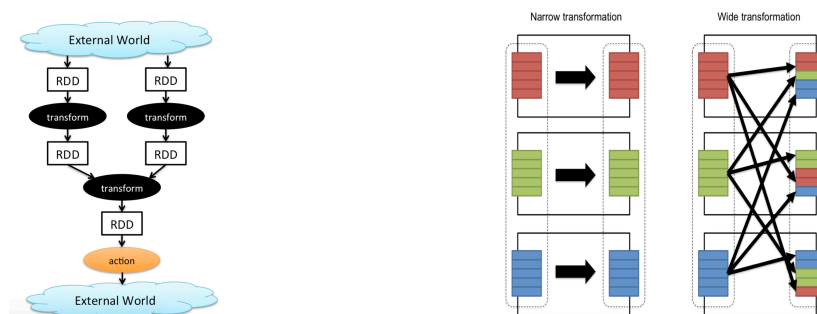 External World
RDD
RDD
transform
transform
RDD
RDD
transform
RDD
action
External World
Narrow transformation
Wide transformation